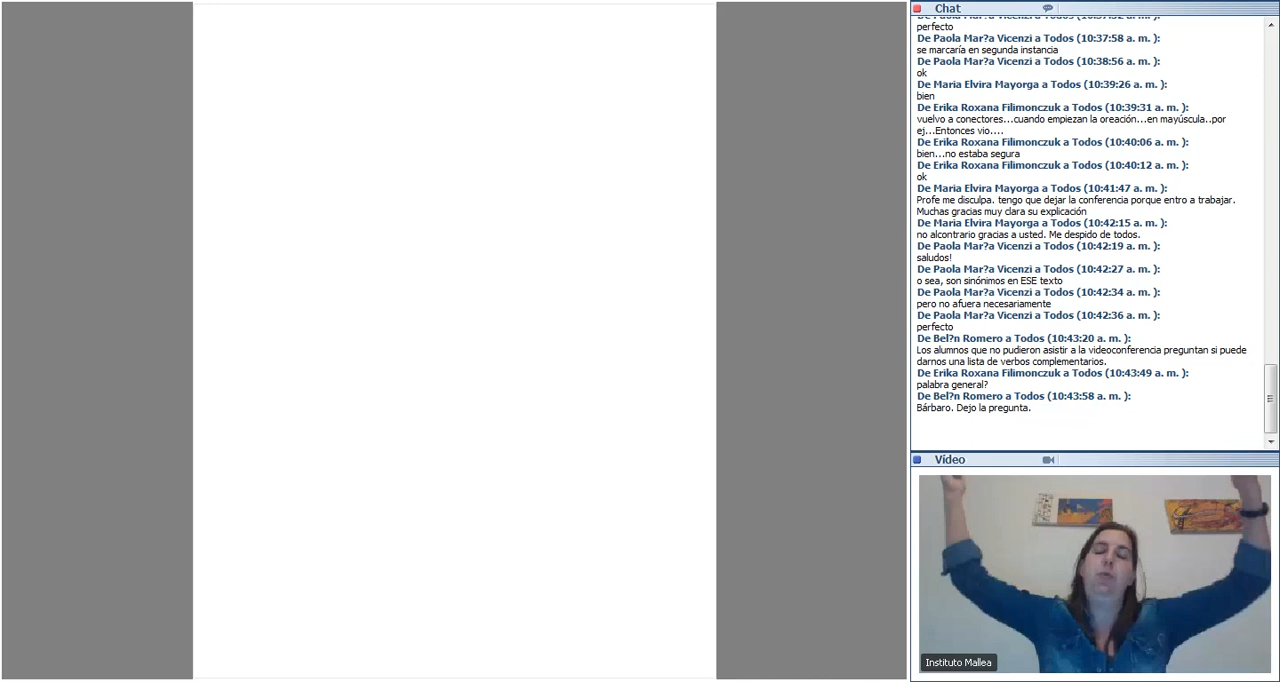 Chat
perfecto
De Paola Mar?a Vicenzi a Todos (10:37:58 a. m. ):
se marcaría en segunda instancia
De Paola Mar?a Vicenzi a Todos (10:38:56 a. m. ):
ok
De Maria Elvira Mayorga a Todos (10:39:26 a. m. ):
bien
De Erika Roxana Filimonczuk a Todos (10:39:31 a. m. ):
vuelvo a conectores...cuando empiezan la oreación...en mayúscula..por
ej...Entonces vio....
De Erika Roxana Filimonczuk a Todos (10:40:06 a. m. ):
bien...no estaba segura
De Erika Roxana Filimonczuk a Todos (10:40:12 a. m. ):
ok
De Maria Elvira Mayorga a Todos (10:41:47 a. m. ):
Profe me disculpa. tengo que dejar la conferencia porque entro a trabajar.
Muchas gracias muy clara su explicación
De Maria Elvira Mayorga a Todos (10:42:15 a. m. ):
no alcontrario gracias a usted. Me despido de todos.
De Paola Mar?a Vicenzi a Todos (10:42:19 a. m. ):
saludos!
De Paola Mar?a Vicenzi a Todos (10:42:27 a. m. ):
o sea, son sinónimos en ESE texto
De Paola Mar?a Vicenzi a Todos (10:42:34 a. m. ):
pero no afuera necesariamente
De Paola Mar?a Vicenzi a Todos (10:42:36 a. m. ):
perfecto
De Bel?n Romero a Todos (10:43:20 a. m. ):
Los alumnos que no pudieron asistir a la videoconferencia preguntan si puede
darnos una lista de verbos complementarios.
De Erika Roxana Filimonczuk a Todos (10:43:49 a. m. ):
palabra general?
De Bel?n Romero a Todos (10:43:58 a. m. ):
Bárbaro. Dejo la pregunta.
Vídeo
Instituto Mallea